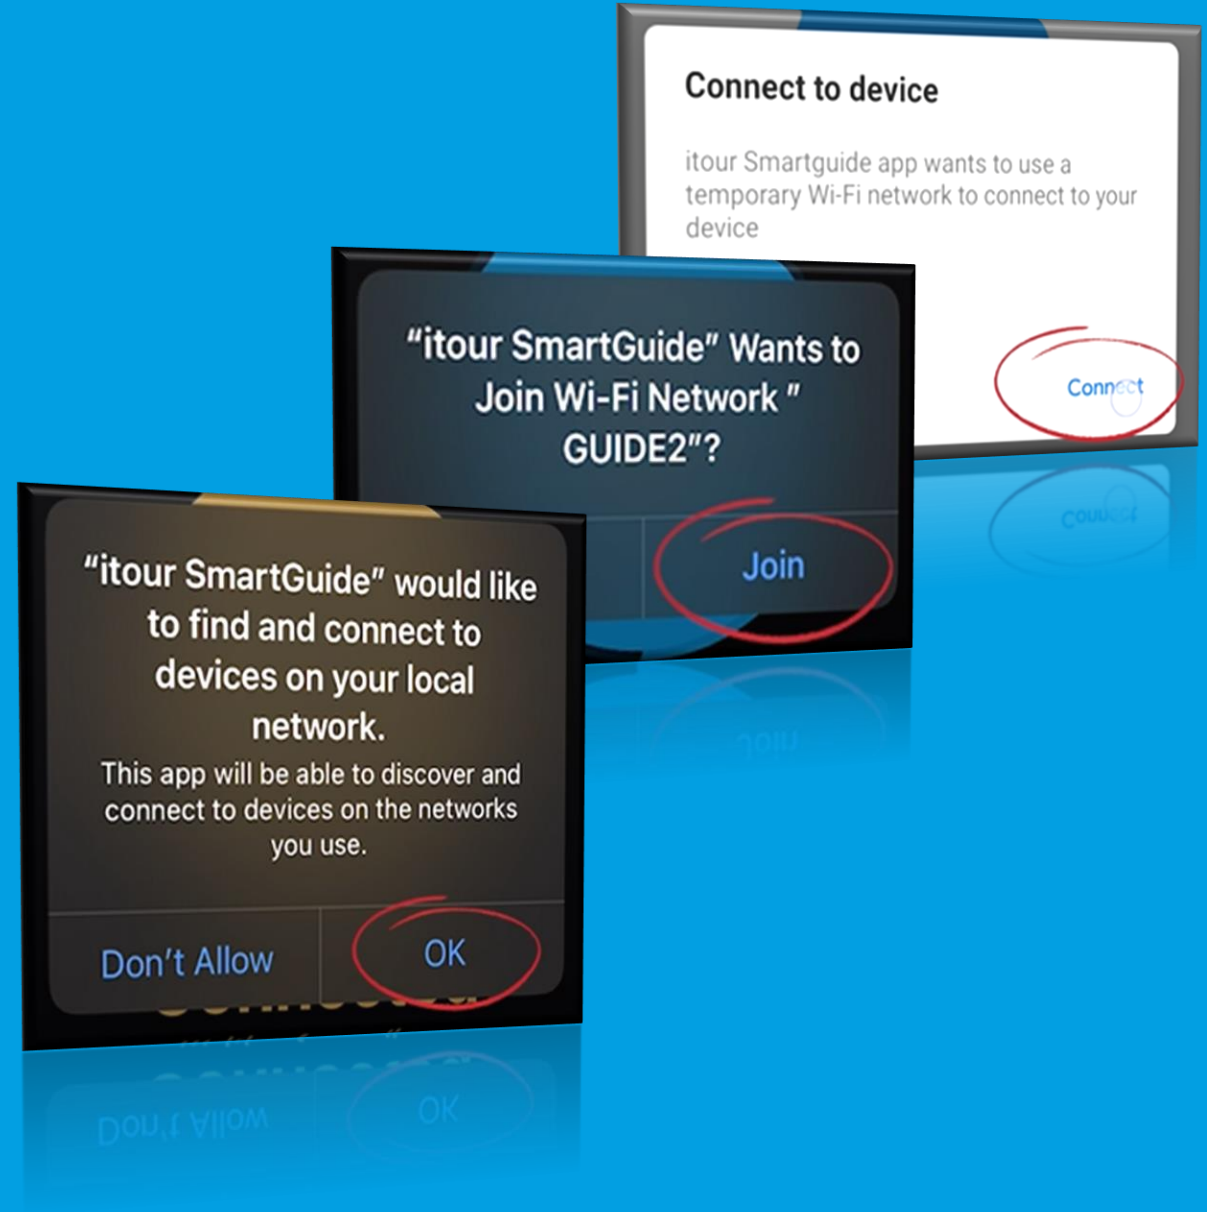 Connect to device
itour Smartguide app wants to use a
temporary Wi-Fi network to connect to your
device
Connect
“itour SmartGuide” Wants to
Join Wi-Fi Network "
GUIDE2"?
Join
“itour SmartGuide” would like
to find and connect to
devices on your local
network.
This app will be able to discover and
connect to devices on the networks
you use.
Don’t Allow
OK